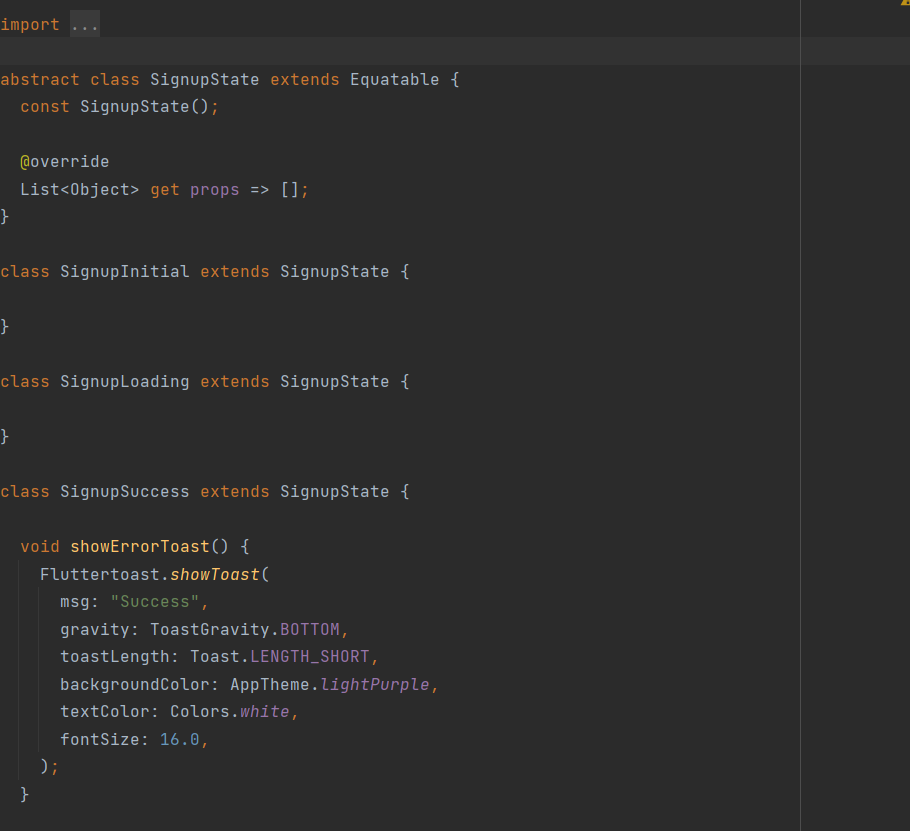 import ...
abstract class SignupState extends Equatable {
  const SignupState();
  @override
  List<Object> get props => [];
}
class SignupInitial extends SignupState {
}
class SignupLoading extends SignupState {
}
class SignupSuccess extends SignupState {
  void showErrorToast() {
    Fluttertoast.showToast(
      msg: "Success",
      gravity: ToastGravity.BOTTOM,
      toastLength: Toast.LENGTH_SHORT,
      backgroundColor: AppTheme.lightPurple,
      textColor: Colors.white,
      fontSize: 16.0,
    );
  }